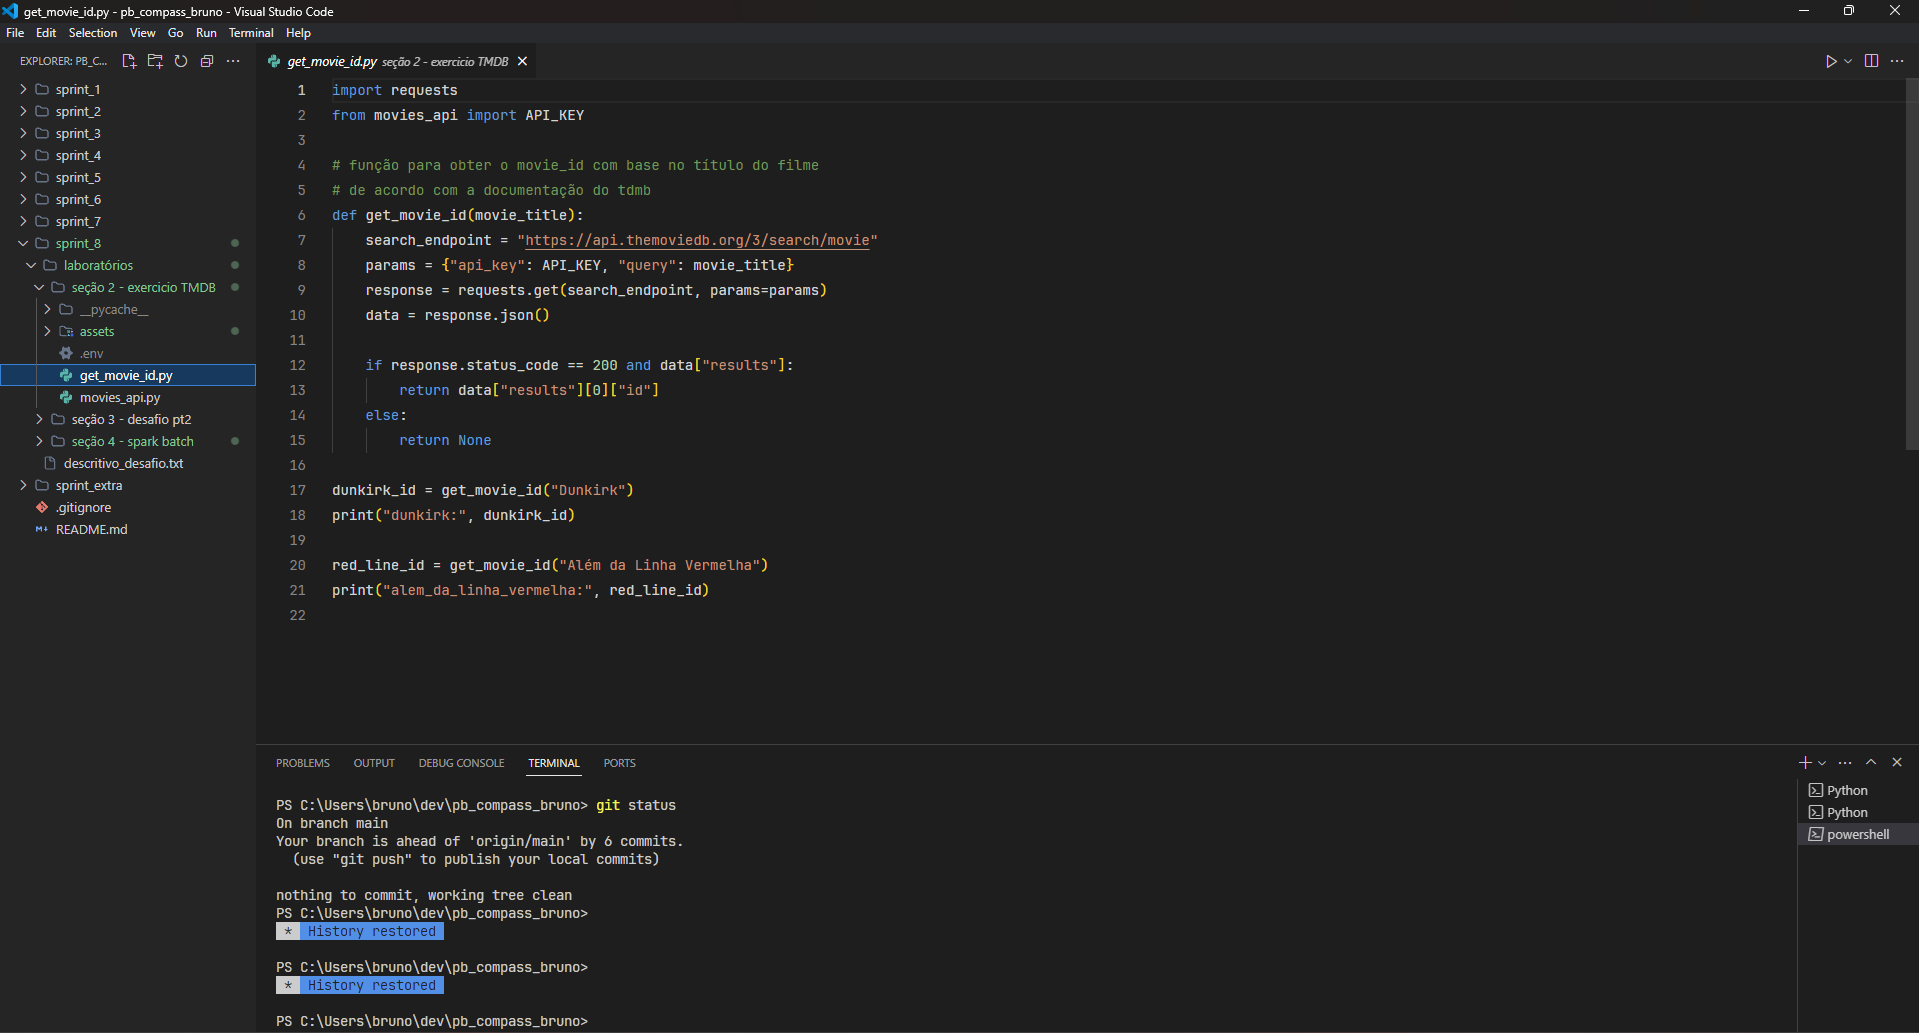 get_movie_id.py - pb_compass_bruno - Visual Studio Code
File Edit Selection View Go Run Terminal Help
EXPLORER: PB_C...
sprint_1
sprint_2
sprint_3
sprint_4
sprint_5
sprint_6
sprint_7
sprint_8
laboratórios
seção 2 - exercicio TMDB
__pycache__
assets
.env
get_movie_id.py
movies_api.py
seção 3 - desafio pt2
seção 4 - spark batch
descritivo_desafio.txt
sprint_extra
.gitignore
README.md
get_movie_id.py seção 2 - exercicio TMDB
1 import requests
2 from movies_api import API_KEY
3
4 # função para obter o movie_id com base no título do filme
5 # de acordo com a documentação do tdmb
6 def get_movie_id(movie_title):
7 search_endpoint = "https://api.themoviedb.org/3/search/movie"
8 params = {"api_key": API_KEY, "query": movie_title}
9 response = requests.get(search_endpoint, params=params)
10 data = response.json()
11
12 if response.status_code == 200 and data["results"]:
13 return data["results"][0]["id"]
14 else:
15 return None
16
17 dunkirk_id = get_movie_id("Dunkirk")
18 print("dunkirk:", dunkirk_id)
19
20 red_line_id = get_movie_id("Além da Linha Vermelha")
21 print("alem_da_linha_vermelha:", red_line_id)
22
PROBLEMS OUTPUT DEBUG CONSOLE TERMINAL PORTS
PS C:\Users\bruno\dev\pb_compass_bruno> git status
On branch main
Your branch is ahead of 'origin/main' by 6 commits.
(use "git push" to publish your local commits)
nothing to commit, working tree clean
PS C:\Users\bruno\dev\pb_compass_bruno>
* History restored
PS C:\Users\bruno\dev\pb_compass_bruno>
* History restored
PS C:\Users\bruno\dev\pb_compass_bruno>
Python
Python
powershell